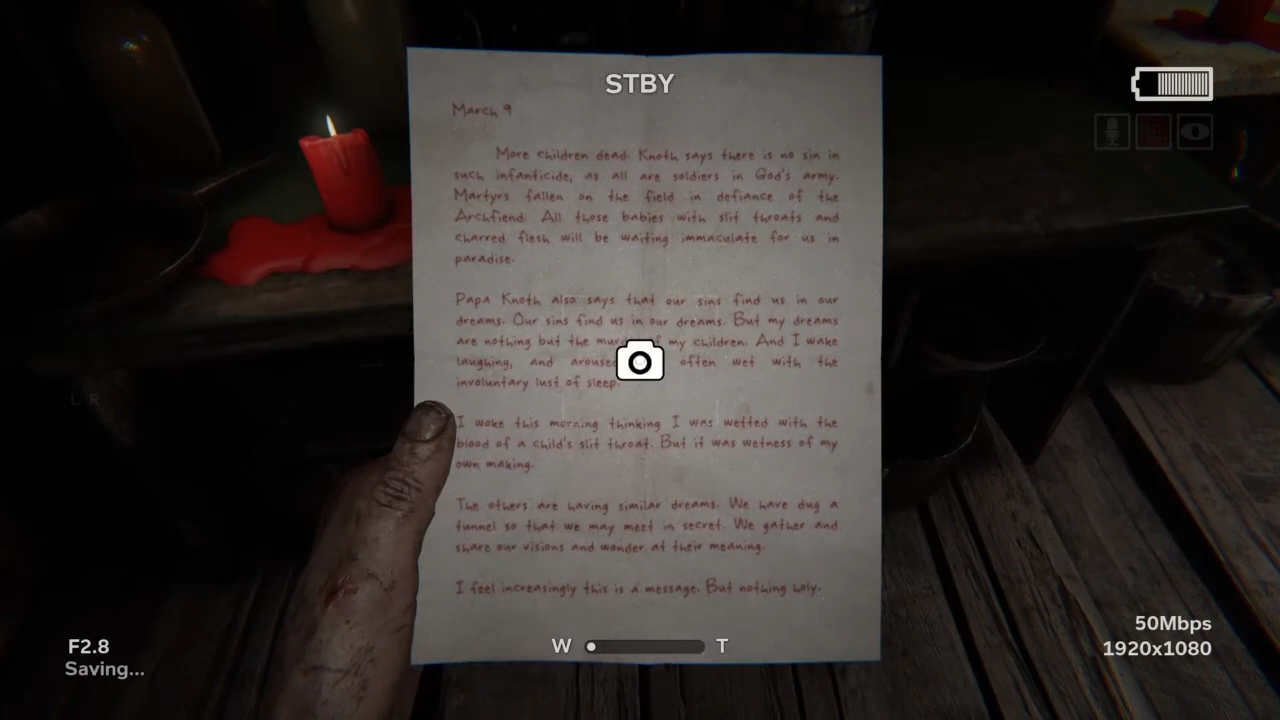 STBY
March 9
More children dead. Knoth says there is no sin in
such infanticide, as all are soldiers in God's army.
Martyrs fallen on the field in defiance of the
Archfiend. All those babies with slit throats and
charred flesh will be waiting immaculate for us in
paradise.
Papa Knoth also says that our sins find us in our
dreams. Our sins find us in our dreams. But my dreams
are nothing but the my children. And I wake
laughing, and often wet with the
involuntary lust of sleep.
I woke this morning thinking I was wetted with the
blood of a child's slit throat. But it was wetness of my
own making.
The others are having similar dreams. We have dug a
tunnel so that we may meet in secret. We gather and
share our visions and wonder at their meaning.
I feel increasingly this is a message. But nothing holy.
L R
F2.8
Saving...
W T
50Mbps
1920x1080